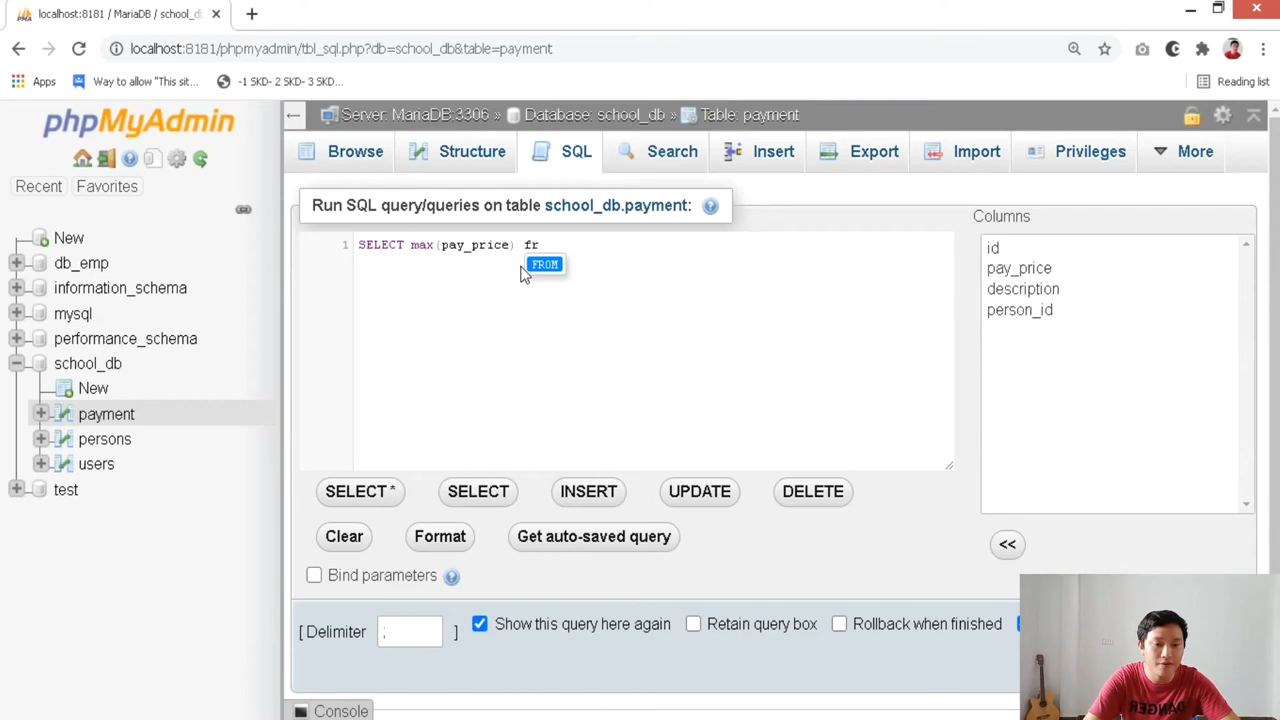 localhost:8181 / MariaDB / school_d
localhost:8181/phpmyadmin/tbl_sql.php?db=school_db&table=payment
Apps
Way to allow "This sit...
-1 SKD- 2 SKD- 3 SKD...
Reading list
phpMyAdmin
Recent
Favorites
New
db_emp
information_schema
mysql
performance_schema
school_db
New
payment
persons
users
test
Server: MariaDB:3306 » Database: school_db » Table: payment
Browse
Structure
SQL
Search
Insert
Export
Import
Privileges
More
Run SQL query/queries on table school_db.payment:
1 SELECT max(pay_price) fr
FROM
Columns
id
pay_price
description
person_id
SELECT *
SELECT
INSERT
UPDATE
DELETE
Clear
Format
Get auto-saved query
<<
Bind parameters
[ Delimiter ; ]
Show this query here again
Retain query box
Rollback when finished
Console
DANGER